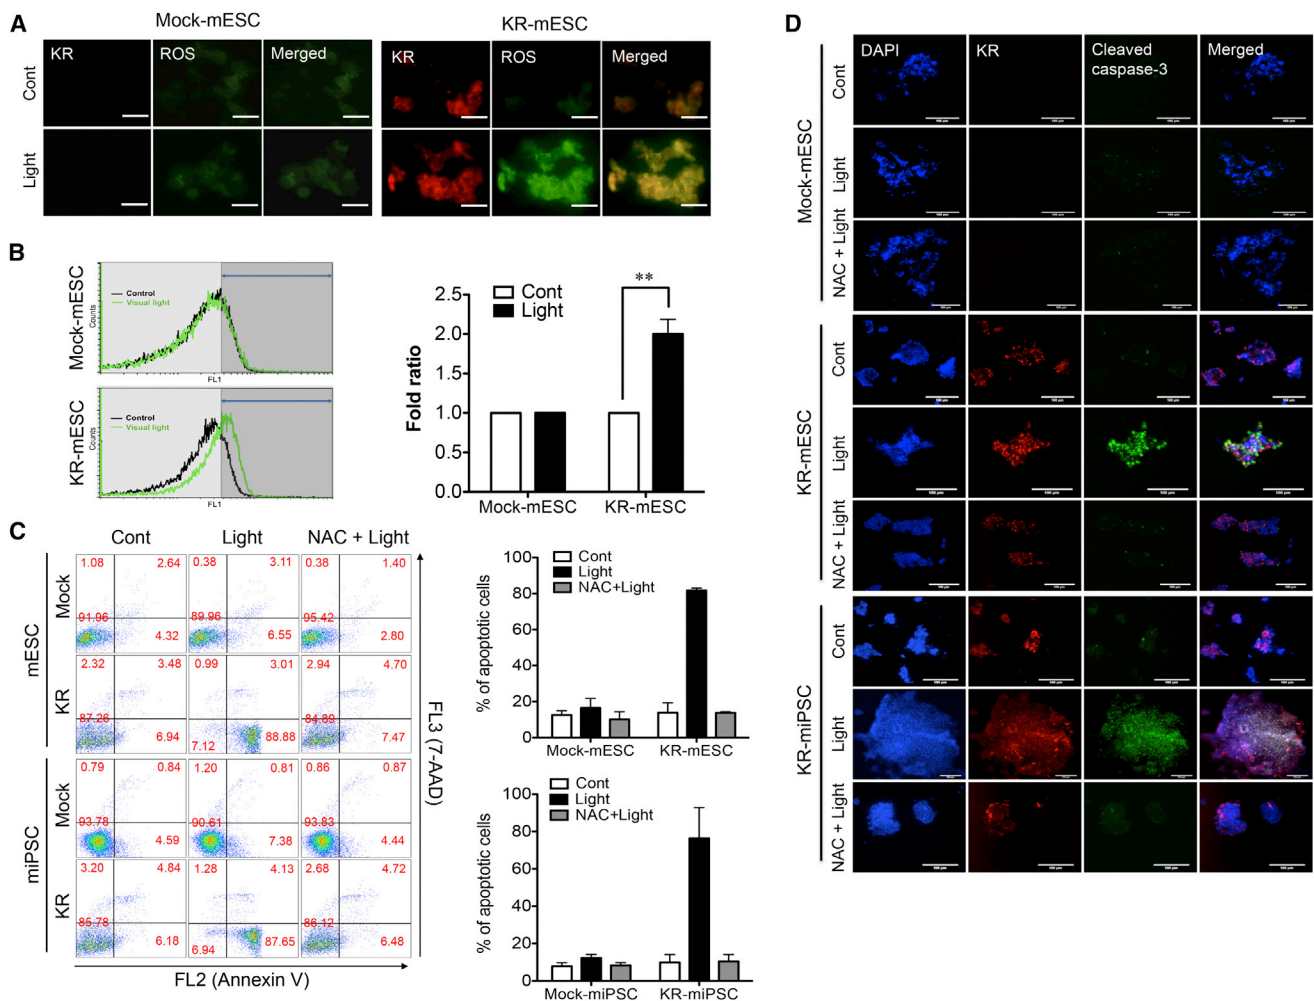 A
Mock-mESC
KR-mESC
KR
ROS
Merged
KR
ROS
Merged
Cont
Light
B
Mock-mESC
Control
Visual light
Counts
FL1
KR-mESC
Control
Visual light
Counts
FL1
**
Cont
Light
Fold ratio
2.5
2.0
1.5
1.0
0.5
0.0
Mock-mESC
KR-mESC
C
Cont
Light
NAC + Light
mESC
Mock
1.08 2.64 0.38 3.11 0.38 1.40
91.96 89.96 95.42
4.32 6.55 2.80
KR
2.32 3.48 0.99 3.01 2.94 4.70
87.26 84.89
6.94 7.12 88.88 7.47
miPSC
Mock
0.79 0.84 1.20 0.81 0.86 0.87
93.78 90.61 93.83
4.59 7.38 4.44
KR
3.20 4.84 1.28 4.13 2.68 4.72
85.78 86.12
6.18 6.94 87.65 6.48
FL3 (7-AAD)
FL2 (Annexin V)
Cont
Light
NAC+Light
% of apoptotic cells
100
80
60
40
20
0
Mock-mESC
KR-mESC
Cont
Light
NAC+Light
% of apoptotic cells
100
80
60
40
20
0
Mock-miPSC
KR-miPSC
D
DAPI
KR
Cleaved
caspase-3
Merged
Mock-mESC
Cont
Light
NAC + Light
KR-mESC
Cont
Light
NAC + Light
KR-miPSC
Cont
Light
NAC + Light